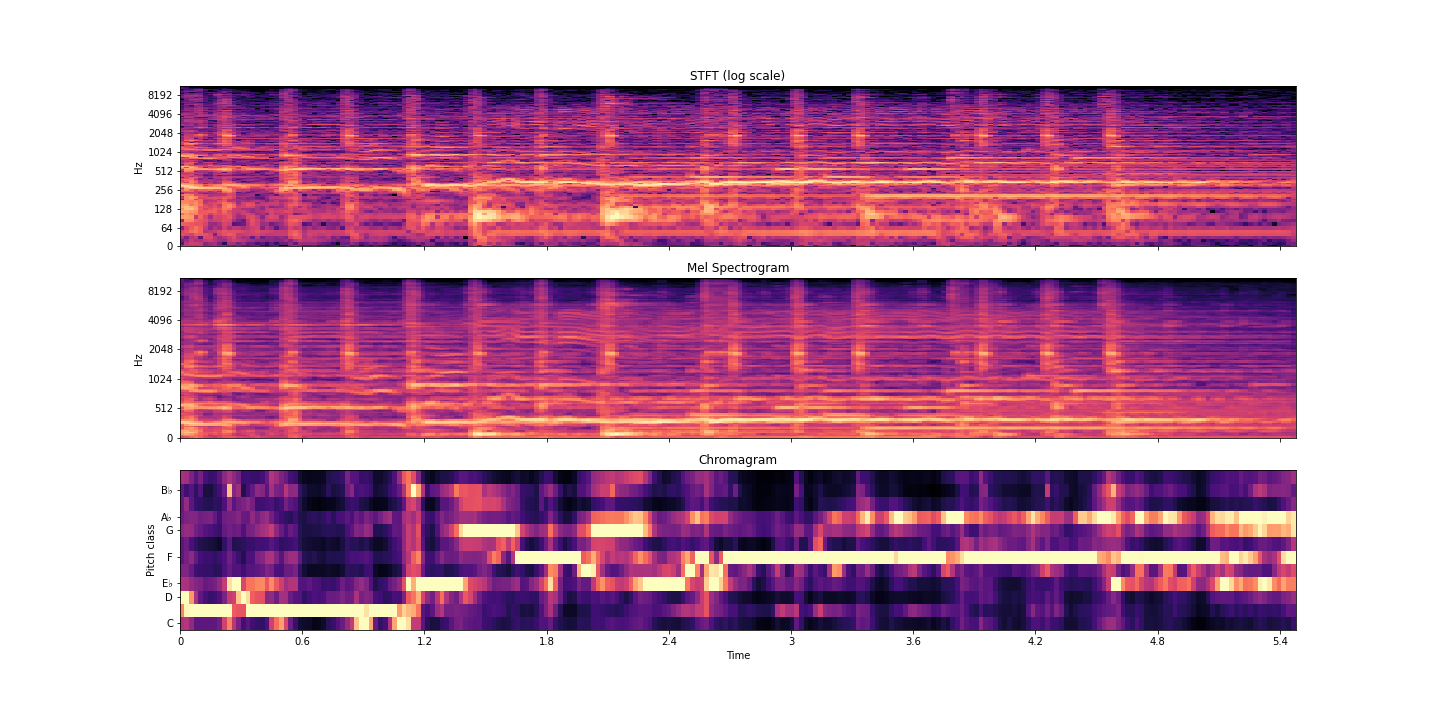 STFT (log scale)
8192
4096
2048
1024
512
256
128
64
0
Hz
Mel Spectrogram
8192
4096
2048
1024
512
0
Hz
Chromagram
B♭
A♭
G
F
E♭
D
C
Pitch class
0 0.6 1.2 1.8 2.4 3 3.6 4.2 4.8 5.4
Time